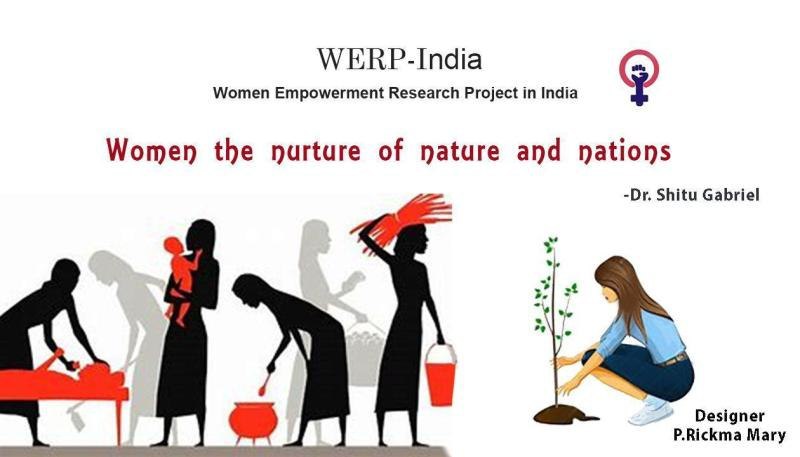 WERP-India
Women Empowerment Research Project in India
Women the nurture of nature and nations
-Dr. Shitu Gabriel
Designer
P.Rickma Mary